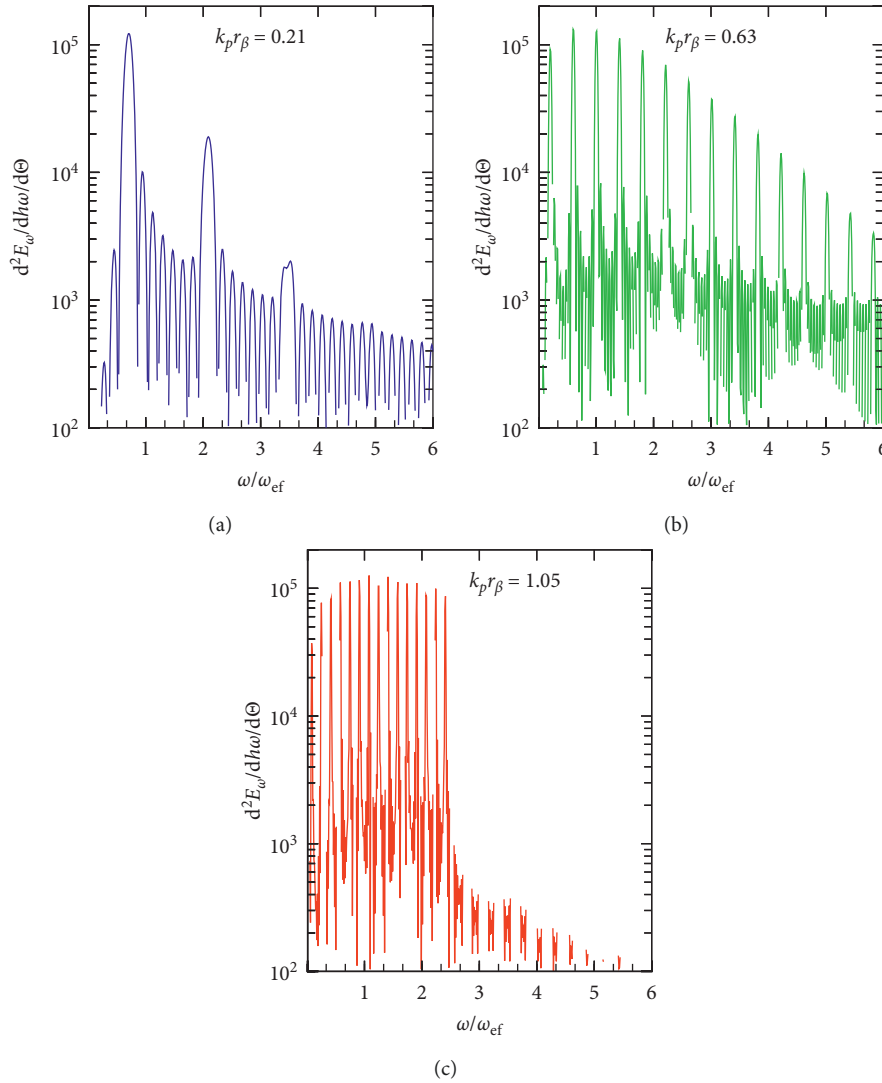 k_p r_β = 0.21
10^5
10^4
10^3
10^2
d^2E_ω/dħω/dΘ
1 2 3 4 5 6
ω/ω_ef
(a)
k_p r_β = 0.63
10^5
10^4
10^3
10^2
d^2E_ω/dħω/dΘ
1 2 3 4 5 6
ω/ω_ef
(b)
k_p r_β = 1.05
10^5
10^4
10^3
10^2
d^2E_ω/dħω/dΘ
1 2 3 4 5 6
ω/ω_ef
(c)